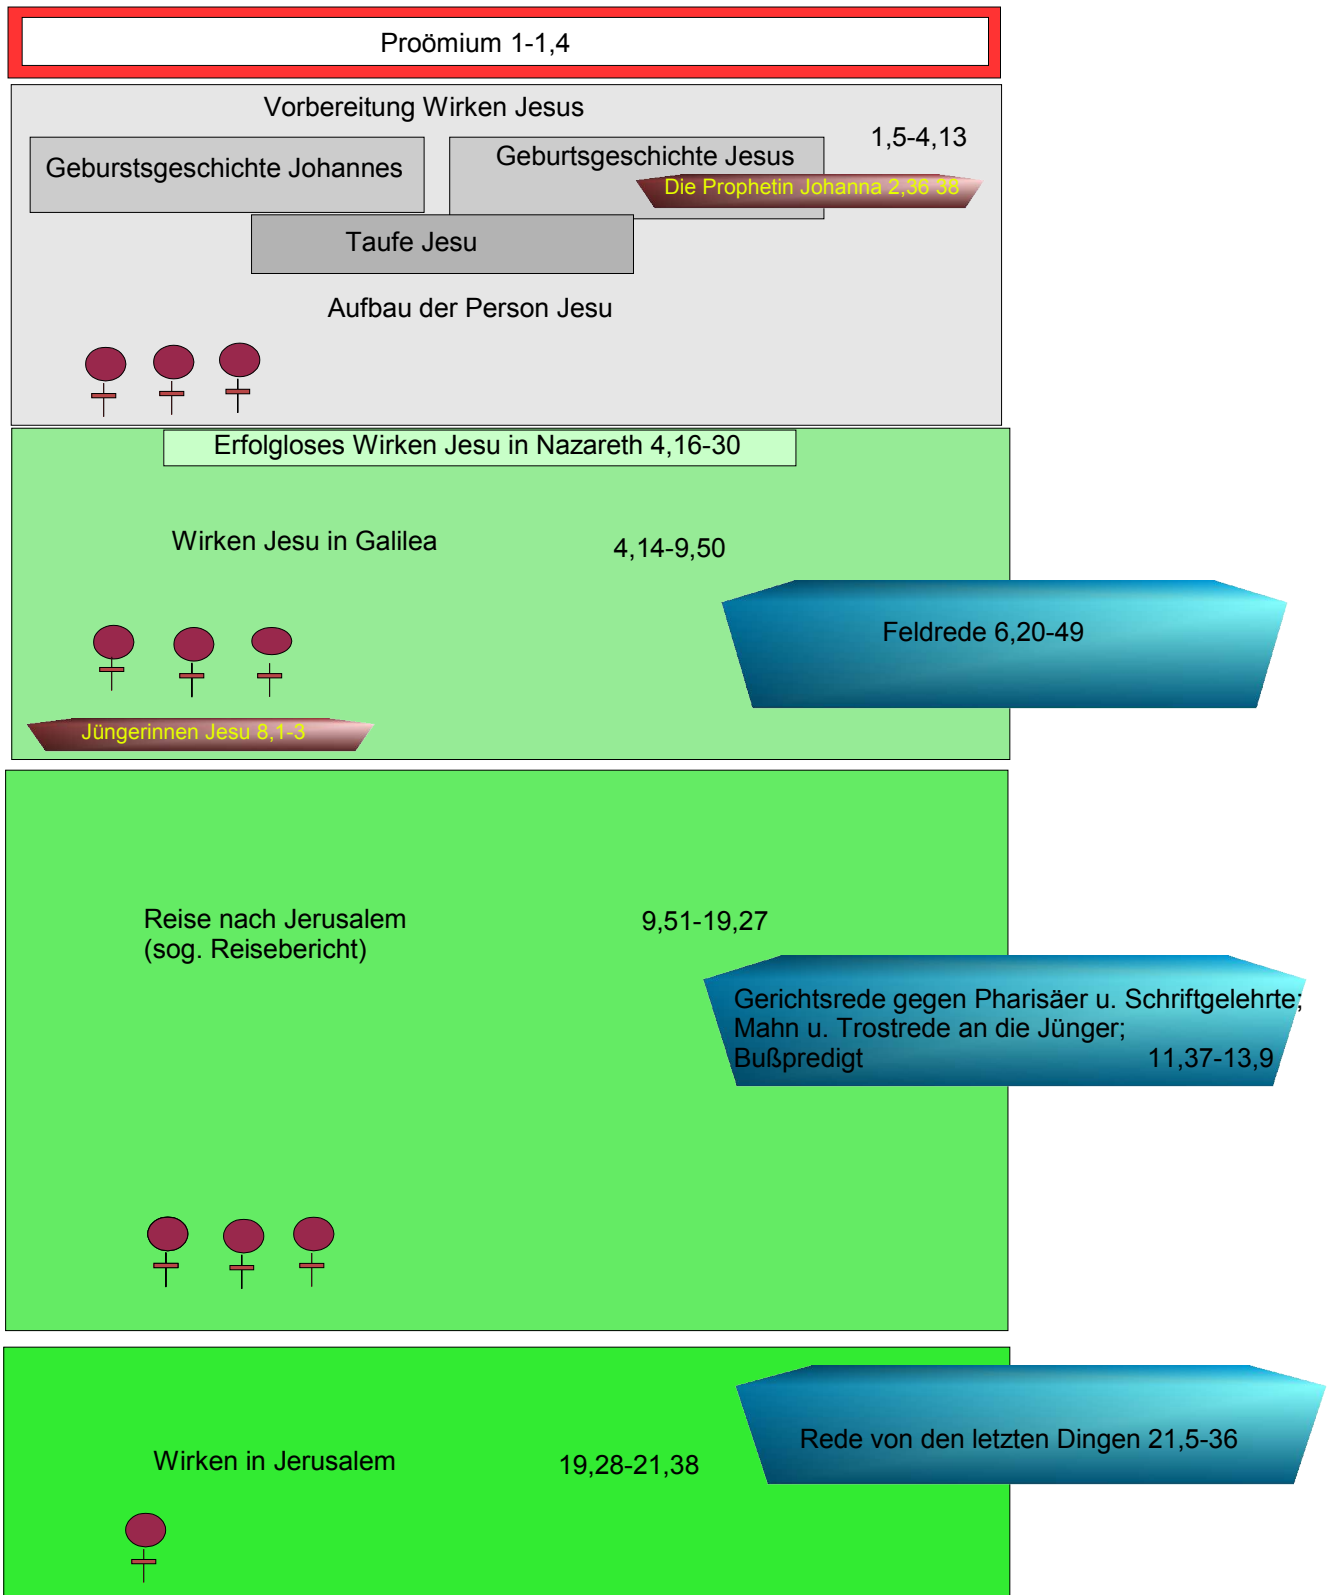 Proömium 1-1,4
Vorbereitung Wirken Jesus
1,5-4,13
Geburstsgeschichte Johannes
Geburtsgeschichte Jesus
Die Prophetin Johanna 2,36 38
Taufe Jesu
Aufbau der Person Jesu
Erfolgloses Wirken Jesu in Nazareth 4,16-30
Wirken Jesu in Galilea
4,14-9,50
Feldrede 6,20-49
Jüngerinnen Jesu 8,1-3
Reise nach Jerusalem
(sog. Reisebericht)
9,51-19,27
Gerichtsrede gegen Pharisäer u. Schriftgelehrte;
Mahn u. Trostrede an die Jünger;
Bußpredigt 11,37-13,9
Rede von den letzten Dingen 21,5-36
Wirken in Jerusalem
19,28-21,38